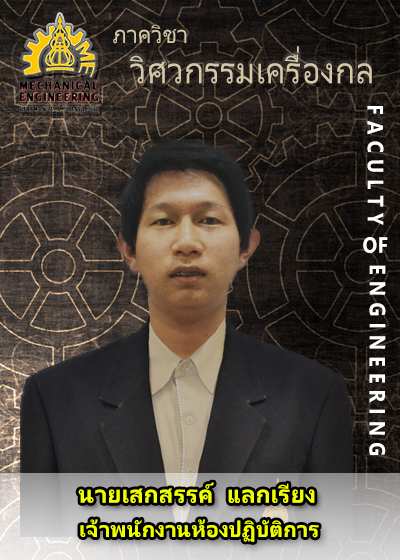 ภาควิชา
วิศวกรรมเครื่องกล
ME
MECHANICAL
ENGINEERING
FACULTY OF ENGINEERING
นายเสกสรรค์ แลกเรียง
เจ้าพนักงานห้องปฏิบัติการ